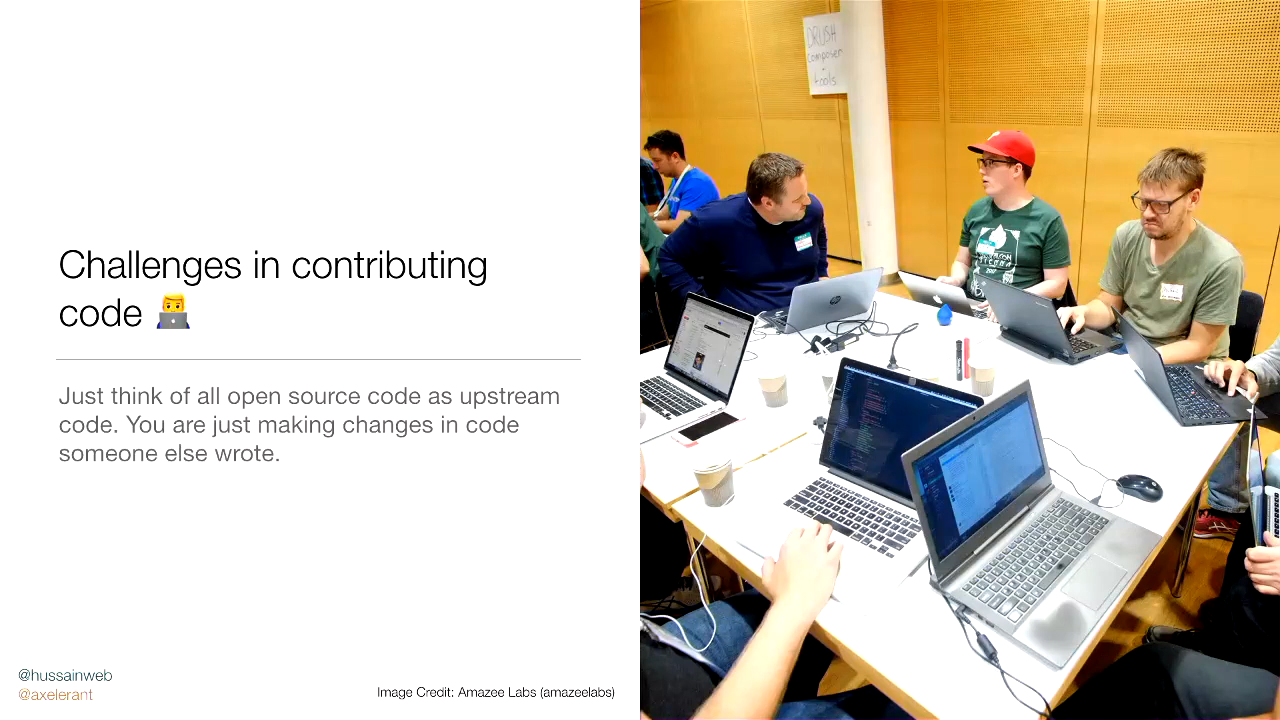 Challenges in contributing
code 👨‍💻
Just think of all open source code as upstream
code. You are just making changes in code
someone else wrote.
@hussainweb
@axelerant
Image Credit: Amazee Labs (amazeelabs)
DRUSH
composer
tools